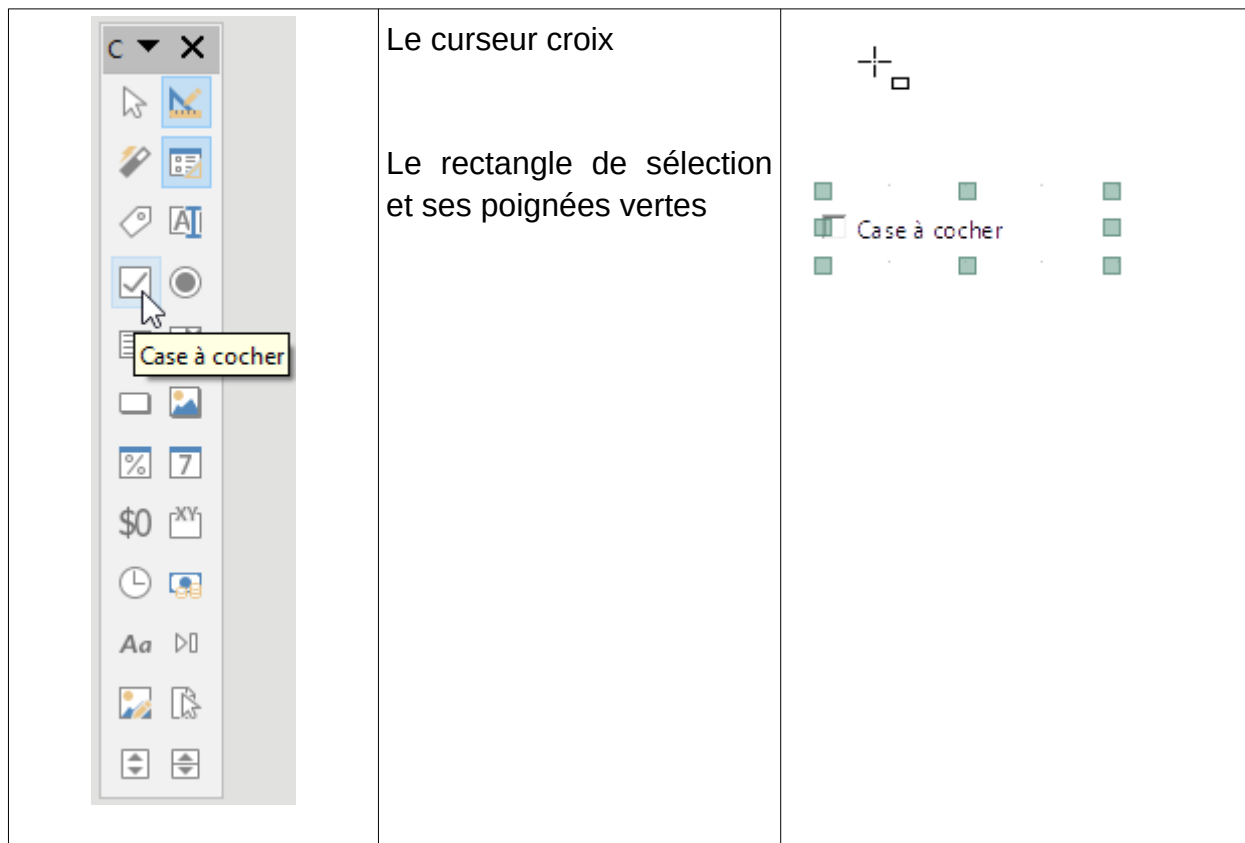 C
Le curseur croix
Le rectangle de sélection
et ses poignées vertes
Case à cocher
Case à cocher
%
7
$0
XY
Aa